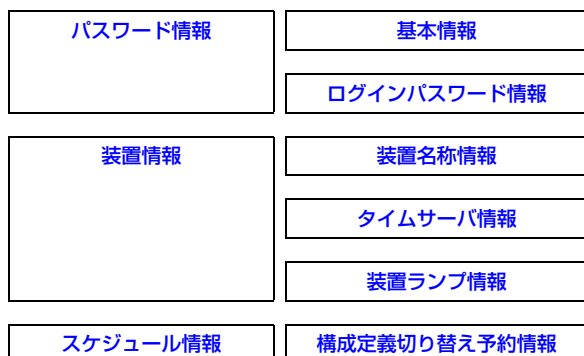 パスワード情報
基本情報
ログインパスワード情報
装置情報
装置名称情報
タイムサーバ情報
装置ランプ情報
スケジュール情報
構成定義切り替え予約情報